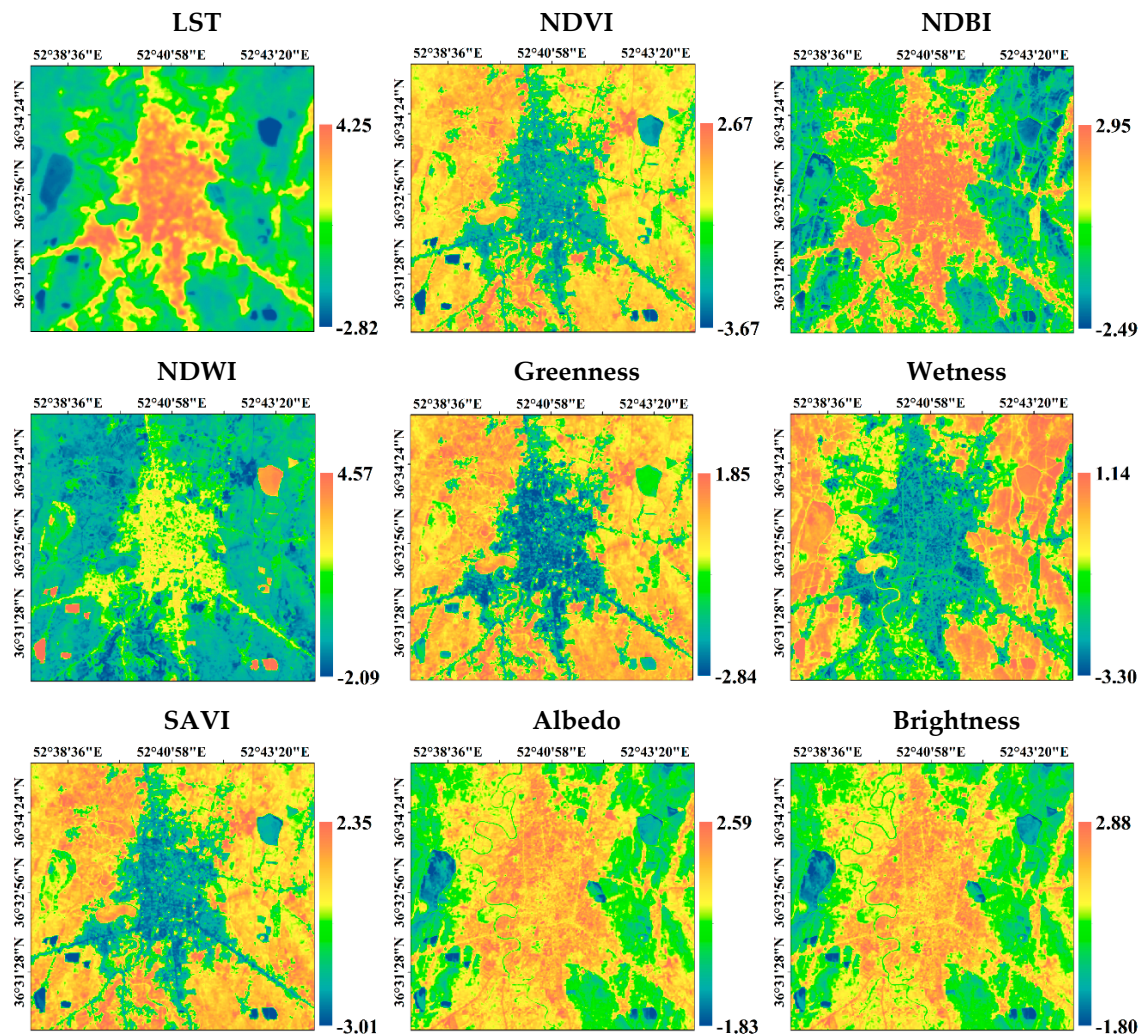 LST NDVI NDBI
52°38'36"E 52°40'58"E 52°43'20"E 52°38'36"E 52°40'58"E 52°43'20"E 52°38'36"E 52°40'58"E 52°43'20"E
36°34'24"N 36°32'56"N 36°31'28"N 4.25 -2.82 36°34'24"N 36°32'56"N 36°31'28"N 2.67 -3.67 36°34'24"N 36°32'56"N 36°31'28"N 2.95 -2.49
NDWI Greenness Wetness
52°38'36"E 52°40'58"E 52°43'20"E 52°38'36"E 52°40'58"E 52°43'20"E 52°38'36"E 52°40'58"E 52°43'20"E
36°34'24"N 36°32'56"N 36°31'28"N 4.57 -2.09 36°34'24"N 36°32'56"N 36°31'28"N 1.85 -2.84 36°34'24"N 36°32'56"N 36°31'28"N 1.14 -3.30
SAVI Albedo Brightness
52°38'36"E 52°40'58"E 52°43'20"E 52°38'36"E 52°40'58"E 52°43'20"E 52°38'36"E 52°40'58"E 52°43'20"E
36°34'24"N 36°32'56"N 36°31'28"N 2.35 -3.01 36°34'24"N 36°32'56"N 36°31'28"N 2.59 -1.83 36°34'24"N 36°32'56"N 36°31'28"N 2.88 -1.80